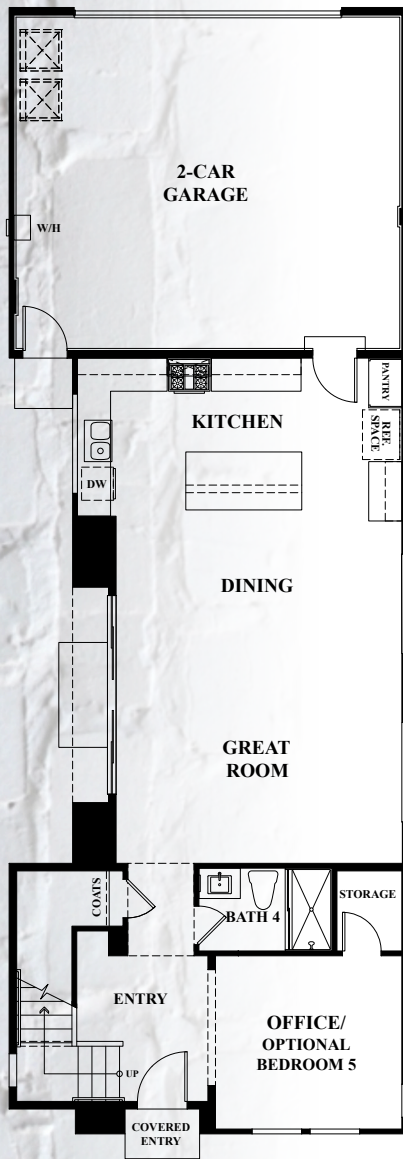 2-CAR
GARAGE
W/H
PANTRY
KITCHEN
REF.
SPACE
DW
DINING
GREAT
ROOM
COATS
BATH 4
STORAGE
ENTRY
OFFICE/
OPTIONAL
BEDROOM 5
UP
COVERED
ENTRY